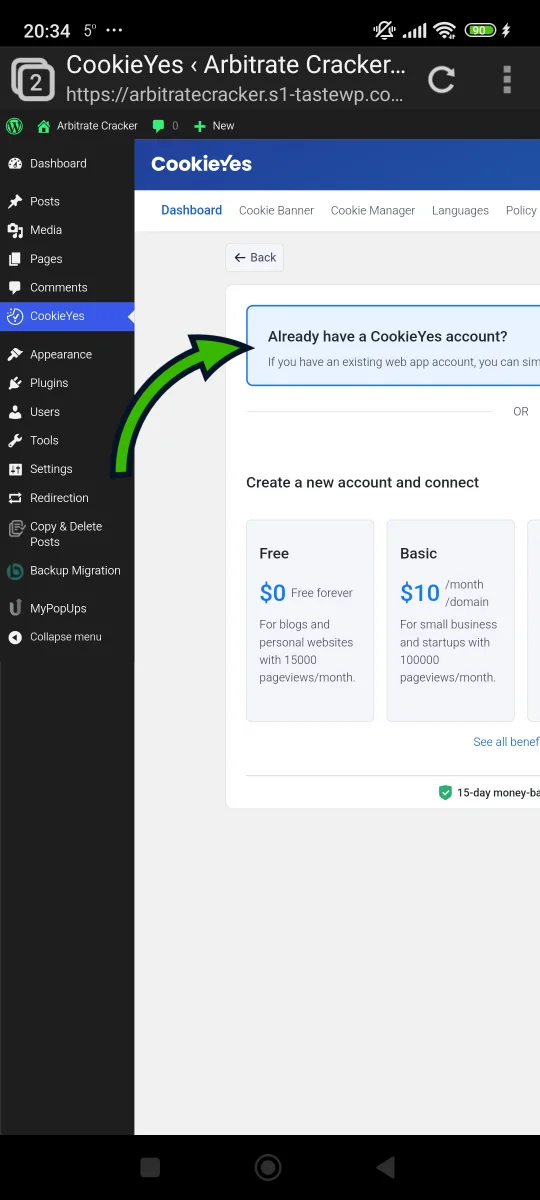 20:34 5° •••
90
2
CookieYes ‹ Arbitrate Cracker...
https://arbitratecracker.s1-tastewp.co...
Arbitrate Cracker 0 New
Dashboard
Posts
Media
Pages
Comments
CookieYes
Appearance
Plugins
Users
Tools
Settings
Redirection
Copy & Delete
Posts
Backup Migration
MyPopUps
Collapse menu
CookieYes
Dashboard Cookie Banner Cookie Manager Languages Policy
← Back
Already have a CookieYes account?
If you have an existing web app account, you can sim
OR
Create a new account and connect
Free
$0 Free forever
For blogs and
personal websites
with 15000
pageviews/month.
Basic
$10 /month
/domain
For small business
and startups with
100000
pageviews/month.
See all benef
15-day money-ba